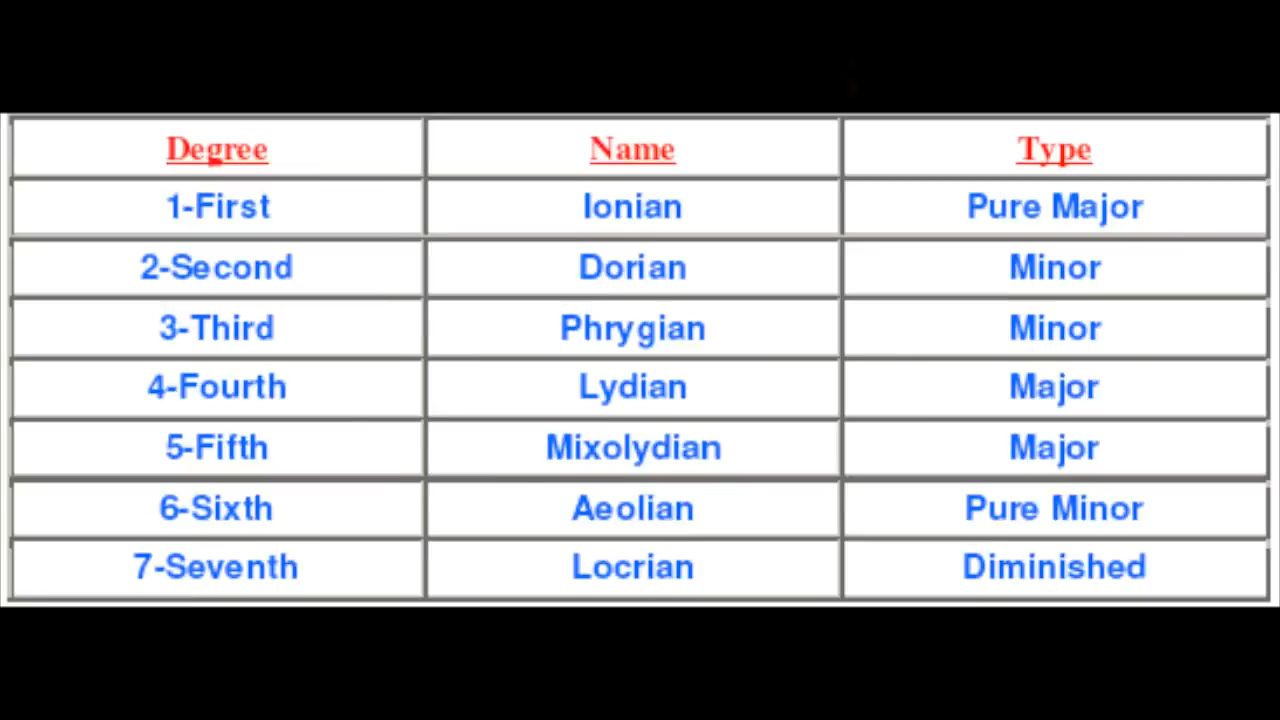 Degree Name Type
1-First Ionian Pure Major
2-Second Dorian Minor
3-Third Phrygian Minor
4-Fourth Lydian Major
5-Fifth Mixolydian Major
6-Sixth Aeolian Pure Minor
7-Seventh Locrian Diminished